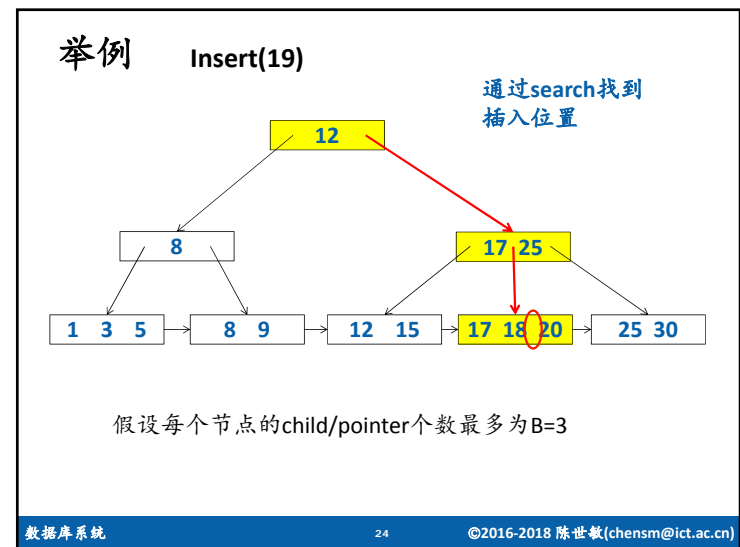 举例 Insert(19)
通过search找到
插入位置
12
8
17 25
1 3 5
8 9
12 15
17 18 20
25 30
假设每个节点的child/pointer个数最多为B=3
数据库系统
24
©2016-2018 陈世敏(chensm@ict.ac.cn)